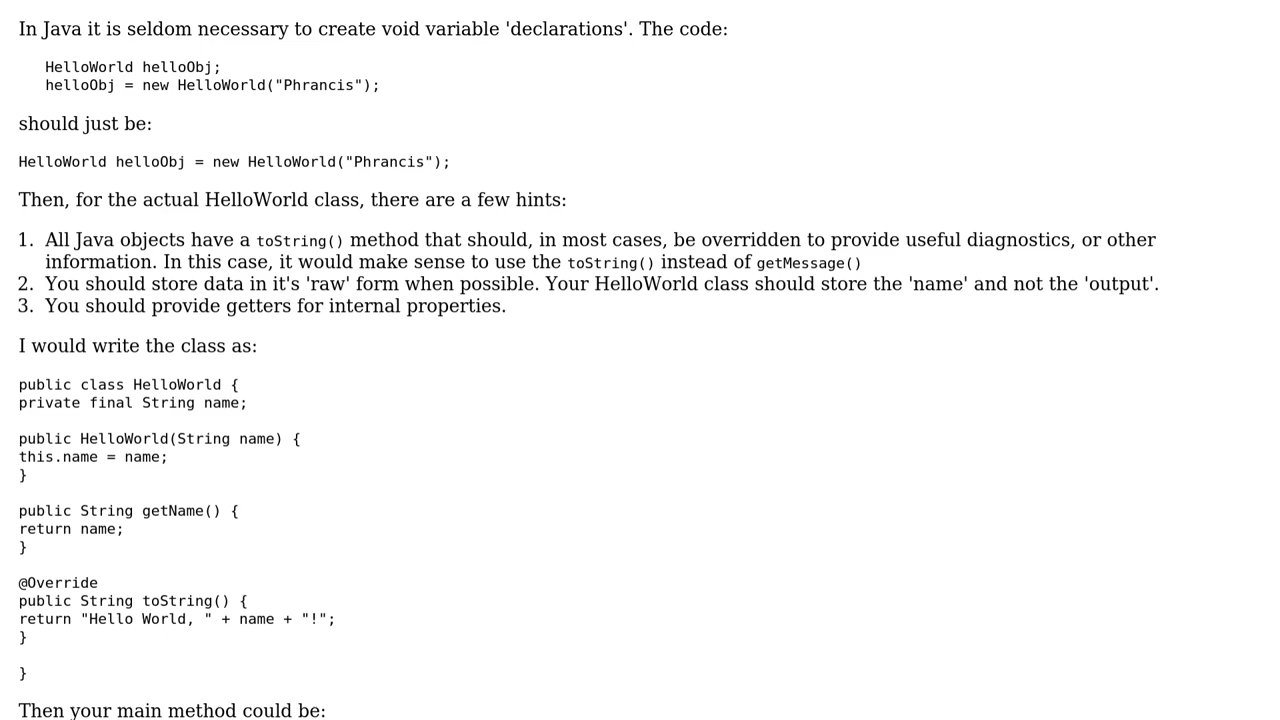 In Java it is seldom necessary to create void variable 'declarations'. The code:
HelloWorld helloObj;
helloObj = new HelloWorld("Phrancis");
should just be:
HelloWorld helloObj = new HelloWorld("Phrancis");
Then, for the actual HelloWorld class, there are a few hints:
1. All Java objects have a toString() method that should, in most cases, be overridden to provide useful diagnostics, or other
information. In this case, it would make sense to use the toString() instead of getMessage()
2. You should store data in it's 'raw' form when possible. Your HelloWorld class should store the 'name' and not the 'output'.
3. You should provide getters for internal properties.
I would write the class as:
public class HelloWorld {
private final String name;
public HelloWorld(String name) {
this.name = name;
}
public String getName() {
return name;
}
@Override
public String toString() {
return "Hello World, " + name + "!";
}
}
Then your main method could be: